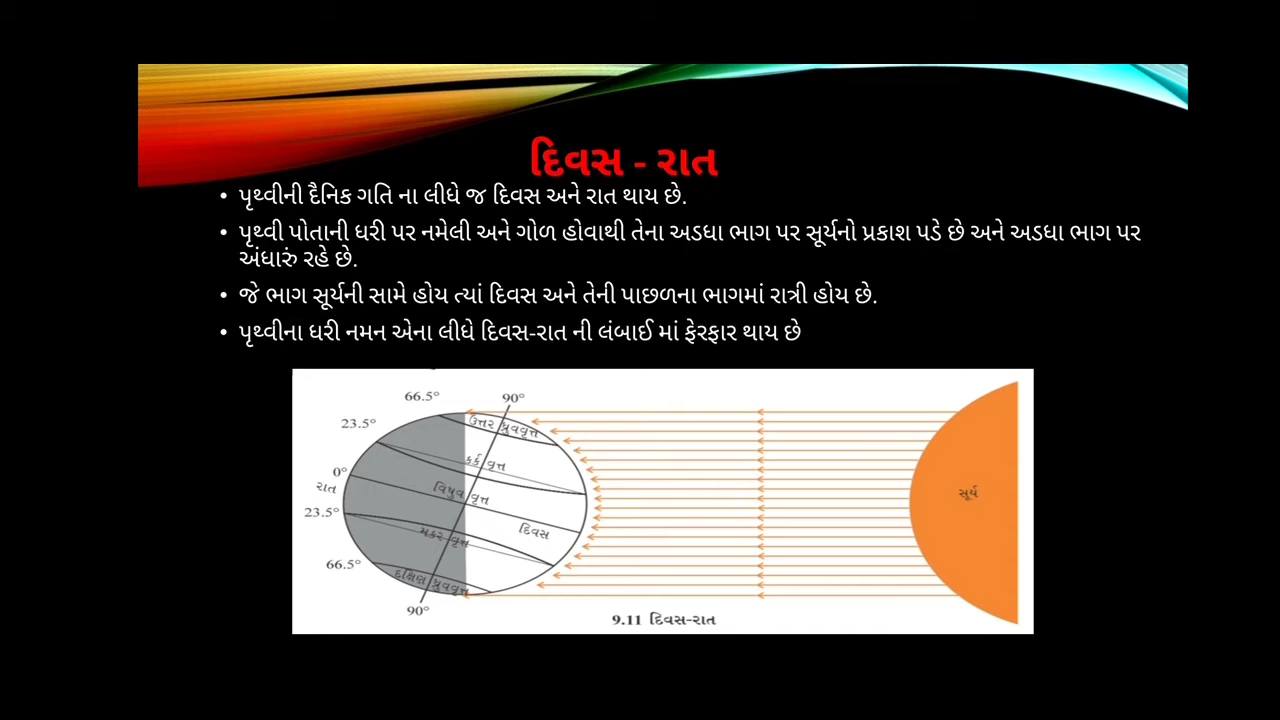 દિવસ - રાત
• પૃથ્વીની દૈનિક ગતિ ના લીધે જ દિવસ અને રાત થાય છે.
• પૃથ્વી પોતાની ધરી પર નમેલી અને ગોળ હોવાથી તેના અડધા ભાગ પર સૂર્યનો પ્રકાશ પડે છે અને અડધા ભાગ પર
અંધારું રહે છે.
• જે ભાગ સૂર્યની સામે હોય ત્યાં દિવસ અને તેની પાછળના ભાગમાં રાત્રી હોય છે.
• પૃથ્વીના ધરી નમન એના લીધે દિવસ-રાત ની લંબાઈ માં ફેરફાર થાય છે
66.5°
90°
23.5°
ઉત્તર ધ્રુવવૃત્ત
કર્ક વૃત્ત
0°
રાત
વિષુવ વૃત્ત
સૂર્ય
23.5°
મકર વૃત્ત
દિવસ
66.5°
દક્ષિણ ધ્રુવવૃત્ત
90°
9.11 દિવસ-રાત